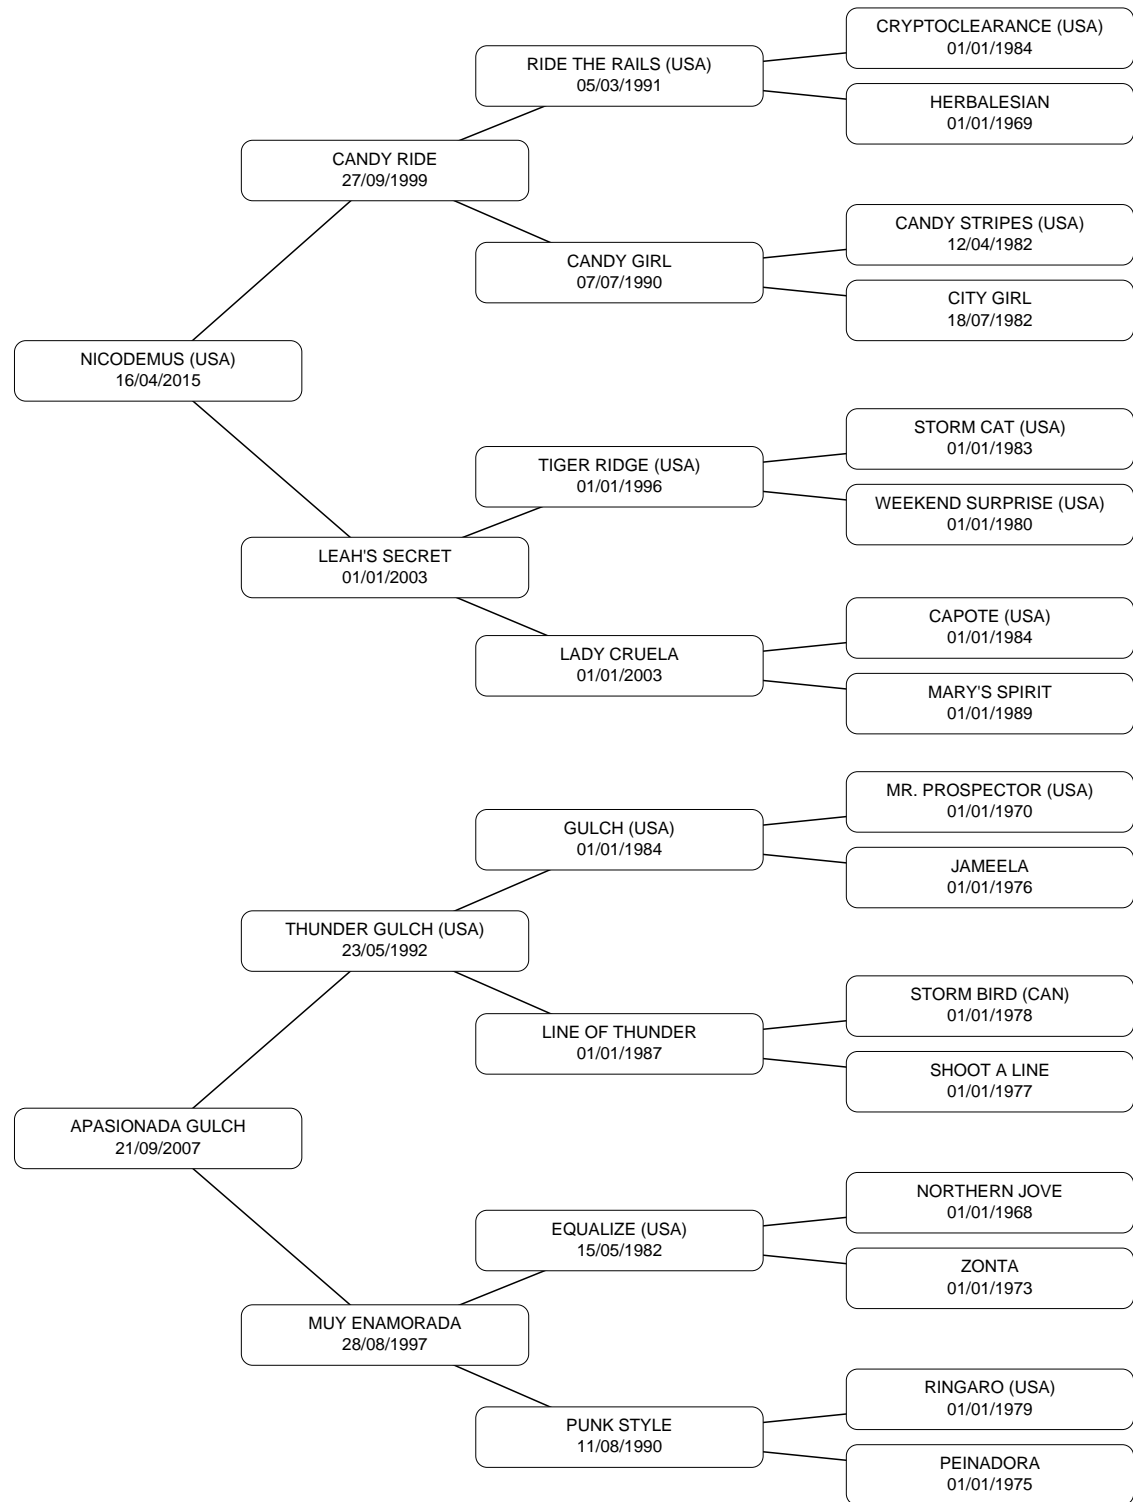 CRYPTOCLEARANCE (USA)
01/01/1984
RIDE THE RAILS (USA)
05/03/1991
HERBALESIAN
01/01/1969
CANDY RIDE
27/09/1999
CANDY STRIPES (USA)
12/04/1982
CANDY GIRL
07/07/1990
CITY GIRL
18/07/1982
NICODEMUS (USA)
16/04/2015
STORM CAT (USA)
01/01/1983
TIGER RIDGE (USA)
01/01/1996
WEEKEND SURPRISE (USA)
01/01/1980
LEAH'S SECRET
01/01/2003
CAPOTE (USA)
01/01/1984
LADY CRUELA
01/01/2003
MARY'S SPIRIT
01/01/1989
MR. PROSPECTOR (USA)
01/01/1970
GULCH (USA)
01/01/1984
JAMEELA
01/01/1976
THUNDER GULCH (USA)
23/05/1992
STORM BIRD (CAN)
01/01/1978
LINE OF THUNDER
01/01/1987
SHOOT A LINE
01/01/1977
APASIONADA GULCH
21/09/2007
NORTHERN JOVE
01/01/1968
EQUALIZE (USA)
15/05/1982
ZONTA
01/01/1973
MUY ENAMORADA
28/08/1997
RINGARO (USA)
01/01/1979
PUNK STYLE
11/08/1990
PEINADORA
01/01/1975